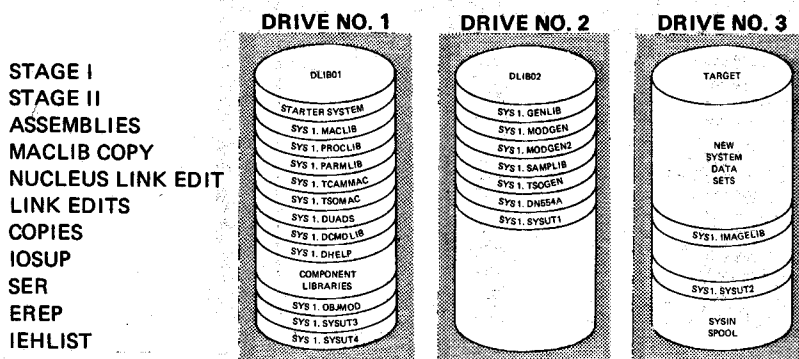 DRIVE NO. 1
DRIVE NO. 2
DRIVE NO. 3
STAGE I
STAGE II
ASSEMBLIES
MACLIB COPY
NUCLEUS LINK EDIT
LINK EDITS
COPIES
IOSUP
SER
EREP
IEHLIST
DLIB01
STARTER SYSTEM
SYS 1. MACLIB
SYS 1. PROCLIB
SYS 1. PARMLIB
SYS 1. TCAMMAC
SYS 1. TSOMAC
SYS 1. DUADS
SYS 1. DCMDLIB
SYS 1. DHELP
COMPONENT
LIBRARIES
SYS 1. OBJMOD
SYS 1. SYSUT3
SYS 1. SYSUT4
DLIB02
SYS 1. GENLIB
SYS 1. MODGEN
SYS 1. MODGEN2
SYS 1. SAMPLIB
SYS 1. TSOGEN
SYS 1. DN554A
SYS 1. SYSUT1
TARGET
NEW
SYSTEM
DATA
SETS
SYS1. IMAGELIB
SYS1. SYSUT2
SYSIN
SPOOL